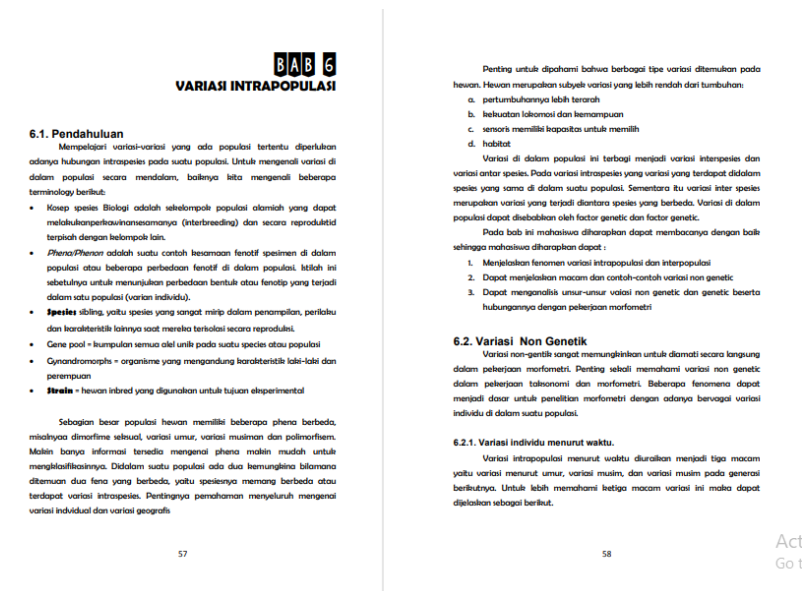 BAB 6
VARIASI INTRAPOPULASI
6.1. Pendahuluan
Mempelajari variasi-variasi yang ada populasi tertentu diperlukan
adanya hubungan intraspesies pada suatu populasi. Untuk mengenali variasi di
dalam populasi secara mendalam, baiknya kita mengenali beberapa
terminology berikut:
• Kosep spesies Biologi adalah sekelompok populasi alamiah yang dapat
melakukanperkawinansesamanya (interbreeding) dan secara reproduktid
terpisah dengan kelompok lain.
• Phena/Phenon adalah suatu contoh kesamaan fenotif spesimen di dalam
populasi atau beberapa perbedaan fenotif di dalam populasi. Istilah ini
sebetulnya untuk menunjukan perbedaan bentuk atau fenotip yang terjadi
dalam satu populasi (varian individu).
• Spesies sibling, yaitu spesies yang sangat mirip dalam penampilan, perilaku
dan karakteristik lainnya saat mereka terisolasi secara reproduksi.
• Gene pool = kumpulan semua alel unik pada suatu species atau populasi
• Gynandromorphs = organisme yang mengandung karakteristik laki-laki dan
perempuan
• Strain = hewan inbred yang digunakan untuk tujuan eksperimental
Sebagian besar populasi hewan memiliki beberapa phena berbeda,
misalnyaa dimorfime seksual, variasi umur, variasi musiman dan polimorfisem.
Makin banya informasi tersedia mengenai phena makin mudah untuk
mengklasifikasinnya. Didalam suatu populasi ada dua kemungkina bilamana
ditemuan dua fena yang berbeda, yaitu spesiesnya memang berbeda atau
terdapat variasi intraspesies. Pentingnya pemahaman menyeluruh mengenai
variasi indvidual dan variasi geografis
57
Penting untuk dipahami bahwa berbagai tipe variasi ditemukan pada
hewan. Hewan merupakan subyek variasi yang lebih rendah dari tumbuhan:
a. pertumbuhannya lebih terarah
b. kekuatan lokomosi dan kemampuan
c. sensoris memiliki kapasitas untuk memilih
d. habitat
Variasi di dalam populasi ini terbagi menjadi variasi interspesies dan
variasi antar spesies. Pada variasi intraspesies yang variasi yang terdapat didalam
spesies yang sama di dalam suatu populasi. Sementara itu variasi inter spesies
merupakan variasi yang terjadi diantara spesies yang berbeda. Variasi di dalam
populasi dapat disebabkan oleh factor genetic dan factor genetic.
Pada bab ini mahasiswa diharapkan dapat membacanya dengan baik
sehingga mahasiswa diharapkan dapat :
1. Menjelaskan fenomen variasi intrapopulasi dan interpopulasi
2. Dapat menjelaskan macam dan contoh-contoh variasi non genetic
3. Dapat menganalisis unsur-unsur vaiasi non genetic dan genetic beserta
hubungannya dengan pekerjaan morfometri
6.2. Variasi Non Genetik
Variasi non-gentik sangat memungkinkan untuk diamati secara langsung
dalam pekerjaan morfometri. Penting sekali memahami variasi non genetic
dalam pekerjaan taksonomi dan morfometri. Beberapa fenomena dapat
menjadi dasar untuk penelitian morfometri dengan adanya bervagai variasi
individu di dalam suatu populasi.
6.2.1. Variasi individu menurut waktu.
Variasi intrapopulasi menurut waktu diuraikan menjadi tiga macam
yaitu variasi menurut umur, variasi musim, dan variasi musim pada generasi
berikutnya. Untuk lebih memahami ketiga macam variasi ini maka dapat
dijelaskan sebagai berikut.
58
Act
Go t